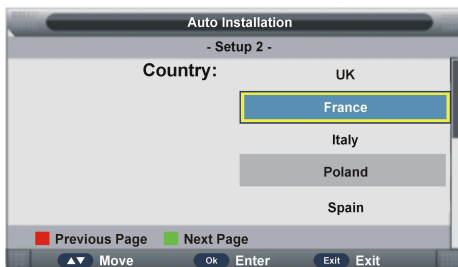 Auto Installation
- Setup 2 -
Country:
UK
France
Italy
Poland
Spain
Previous Page Next Page
▲▼ Move Ok Enter Exit Exit